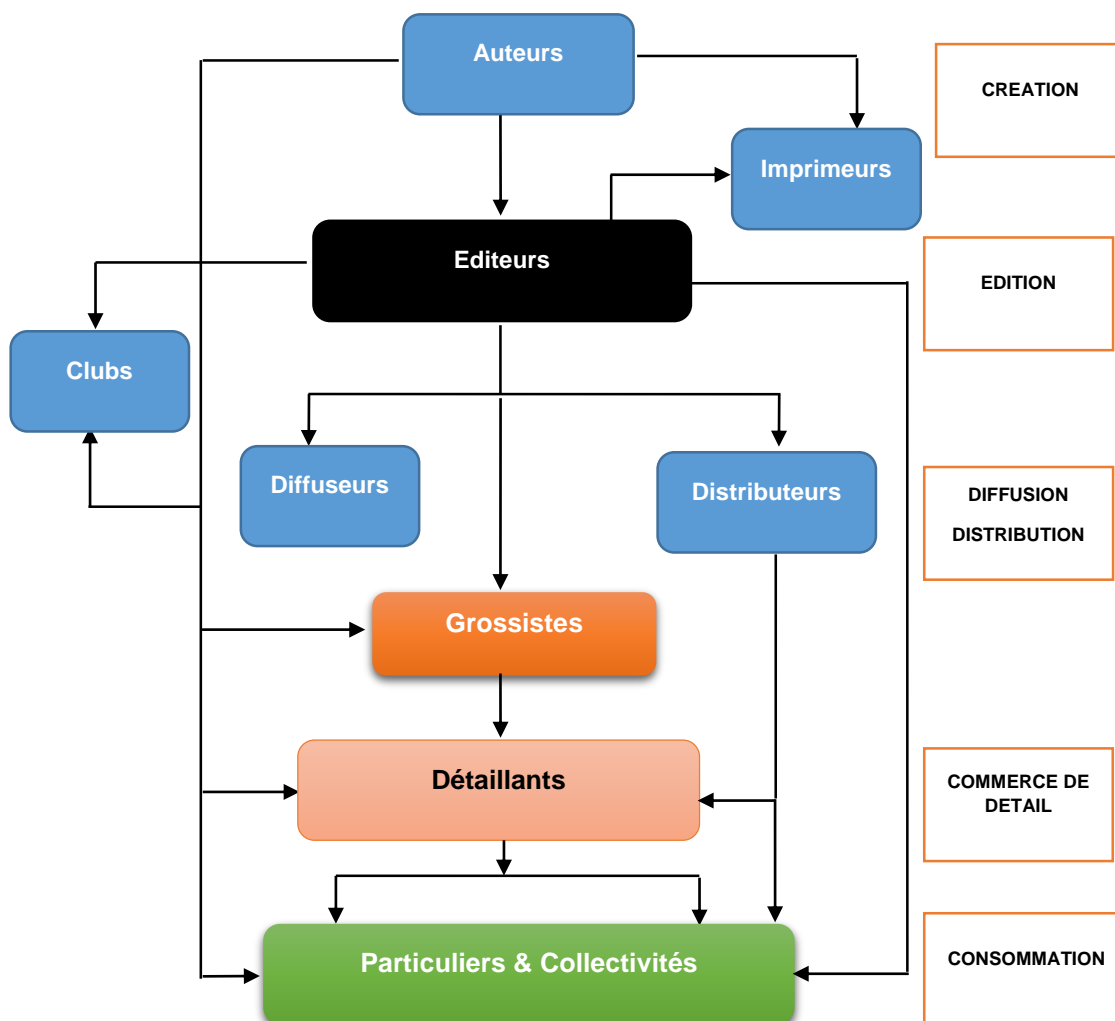 Auteurs
CREATION
Imprimeurs
Editeurs
EDITION
Clubs
Diffuseurs
Distributeurs
DIFFUSION
DISTRIBUTION
Grossistes
Détaillants
COMMERCE DE
DETAIL
Particuliers & Collectivités
CONSOMMATION